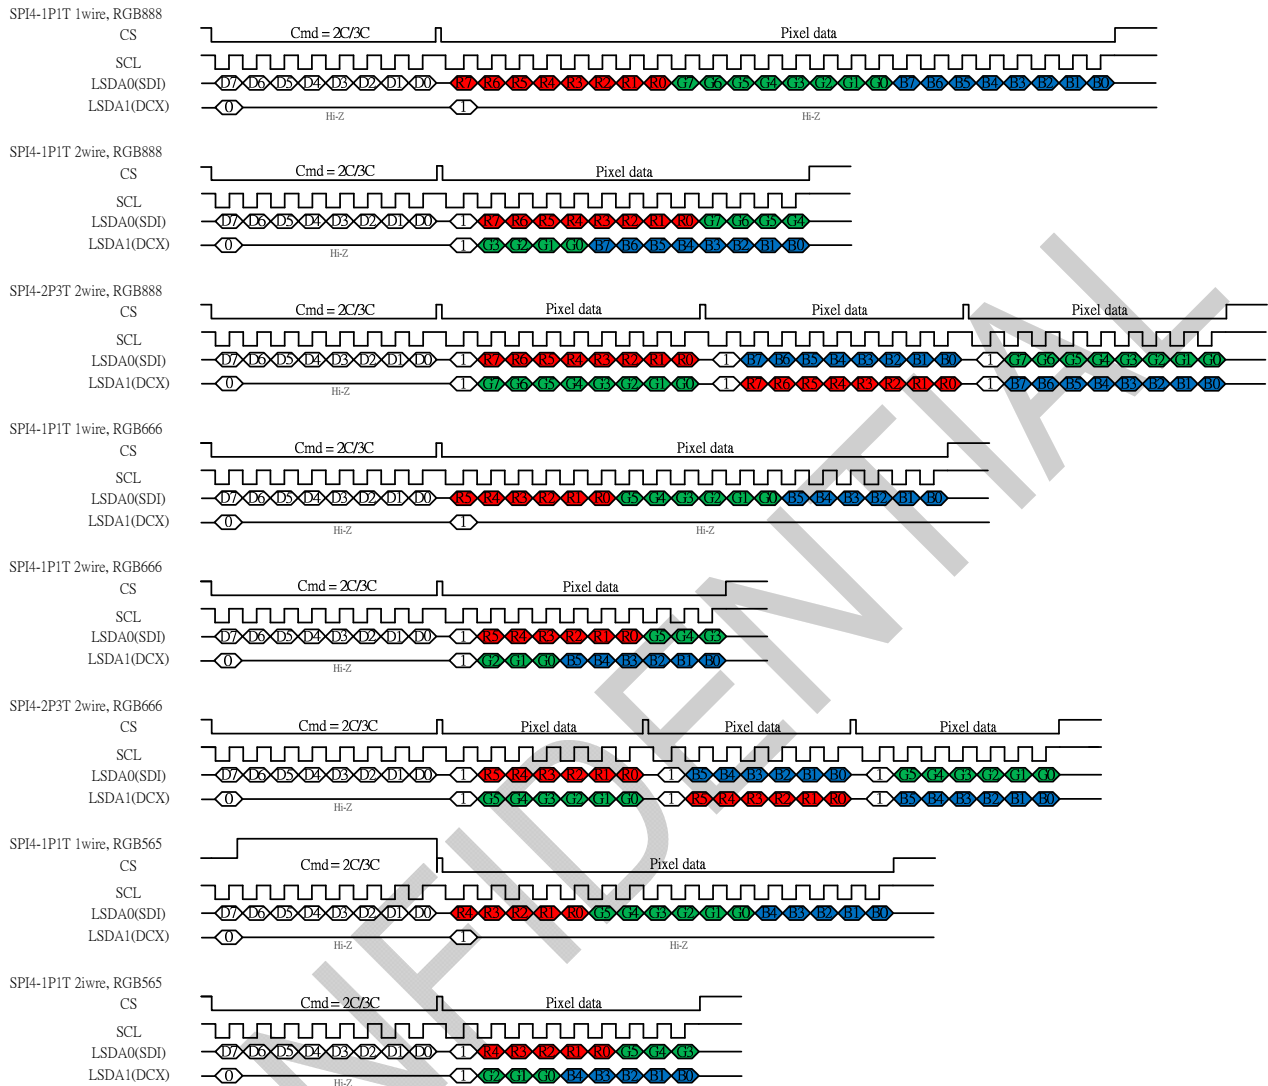 SPI4-1P1T 1wire, RGB888
CS Cmd = 2C/3C Pixel data
SCL
LSDA0(SDI) D7 D6 D5 D4 D3 D2 D1 D0 R7 R6 R5 R4 R3 R2 R1 R0 G7 G6 G5 G4 G3 G2 G1 G0 B7 B6 B5 B4 B3 B2 B1 B0
LSDA1(DCX) 0 1
Hi-Z Hi-Z
SPI4-1P1T 2wire, RGB888
CS Cmd = 2C/3C Pixel data
SCL
LSDA0(SDI) D7 D6 D5 D4 D3 D2 D1 D0 1 R7 R6 R5 R4 R3 R2 R1 R0 G7 G6 G5 G4
LSDA1(DCX) 0 1 G3 G2 G1 G0 B7 B6 B5 B4 B3 B2 B1 B0
Hi-Z
SPI4-2P3T 2wire, RGB888
CS Cmd = 2C/3C Pixel data Pixel data Pixel data
SCL
LSDA0(SDI) D7 D6 D5 D4 D3 D2 D1 D0 1 R7 R6 R5 R4 R3 R2 R1 R0 1 B7 B6 B5 B4 B3 B2 B1 B0 1 G7 G6 G5 G4 G3 G2 G1 G0
LSDA1(DCX) 0 1 G7 G6 G5 G4 G3 G2 G1 G0 1 R7 R6 R5 R4 R3 R2 R1 R0 1 B7 B6 B5 B4 B3 B2 B1 B0
Hi-Z
SPI4-1P1T 1wire, RGB666
CS Cmd = 2C/3C Pixel data
SCL
LSDA0(SDI) D7 D6 D5 D4 D3 D2 D1 D0 R5 R4 R3 R2 R1 R0 G5 G4 G3 G2 G1 G0 B5 B4 B3 B2 B1 B0
LSDA1(DCX) 0 1
Hi-Z Hi-Z
SPI4-1P1T 2wire, RGB666
CS Cmd = 2C/3C Pixel data
SCL
LSDA0(SDI) D7 D6 D5 D4 D3 D2 D1 D0 1 R5 R4 R3 R2 R1 R0 G5 G4 G3
LSDA1(DCX) 0 1 G2 G1 G0 B5 B4 B3 B2 B1 B0
Hi-Z
SPI4-2P3T 2wire, RGB666
CS Cmd = 2C/3C Pixel data Pixel data Pixel data
SCL
LSDA0(SDI) D7 D6 D5 D4 D3 D2 D1 D0 1 R5 R4 R3 R2 R1 R0 1 B5 B4 B3 B2 B1 B0 1 G5 G4 G3 G2 G1 G0
LSDA1(DCX) 0 1 G5 G4 G3 G2 G1 G0 1 R5 R4 R3 R2 R1 R0 1 B5 B4 B3 B2 B1 B0
Hi-Z
SPI4-1P1T 1wire, RGB565
CS Cmd = 2C/3C Pixel data
SCL
LSDA0(SDI) D7 D6 D5 D4 D3 D2 D1 D0 R4 R3 R2 R1 R0 G5 G4 G3 G2 G1 G0 B4 B3 B2 B1 B0
LSDA1(DCX) 0 1
Hi-Z Hi-Z
SPI4-1P1T 2iwre, RGB565
CS Cmd = 2C/3C Pixel data
SCL
LSDA0(SDI) D7 D6 D5 D4 D3 D2 D1 D0 1 R4 R3 R2 R1 R0 G5 G4 G3
LSDA1(DCX) 0 1 G2 G1 G0 B4 B3 B2 B1 B0
Hi-Z
NFIDENTIAL